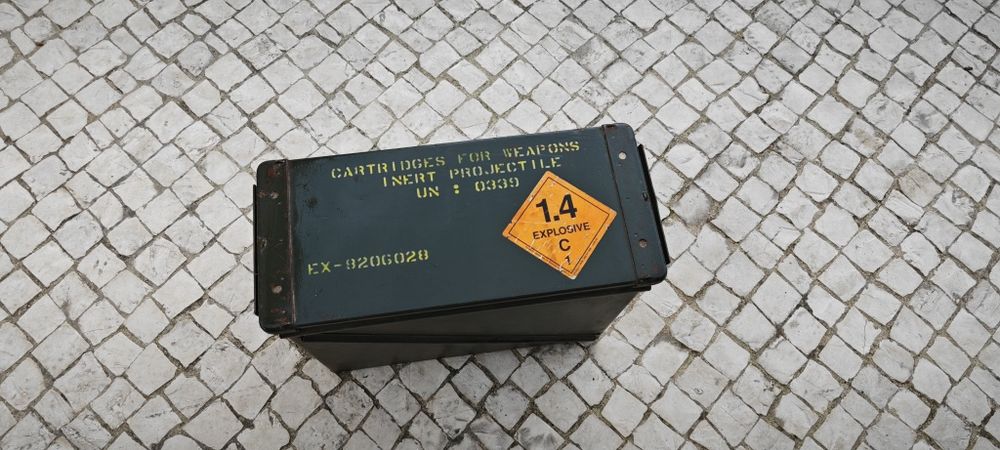 CARTRIDGES FOR WEAPONS
INERT PROJECTILE
UN : 0339
1.4
EXPLOSIVE
C
1
EX-8206028